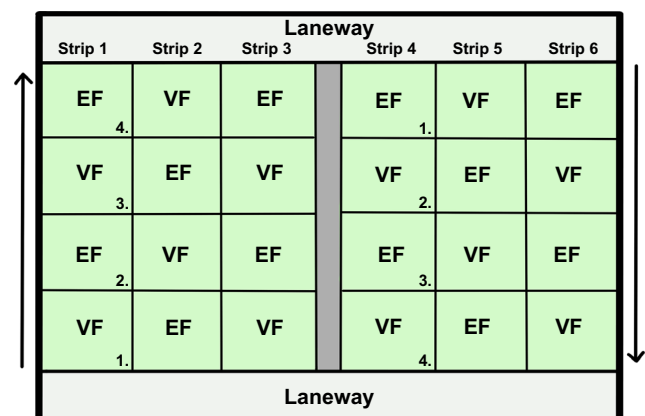 Laneway
Strip 1 Strip 2 Strip 3 Strip 4 Strip 5 Strip 6
EF VF EF EF VF EF
4. 1.
VF EF VF VF EF VF
3. 2.
EF VF EF EF VF EF
2. 3.
VF EF VF VF EF VF
1. 4.
Laneway